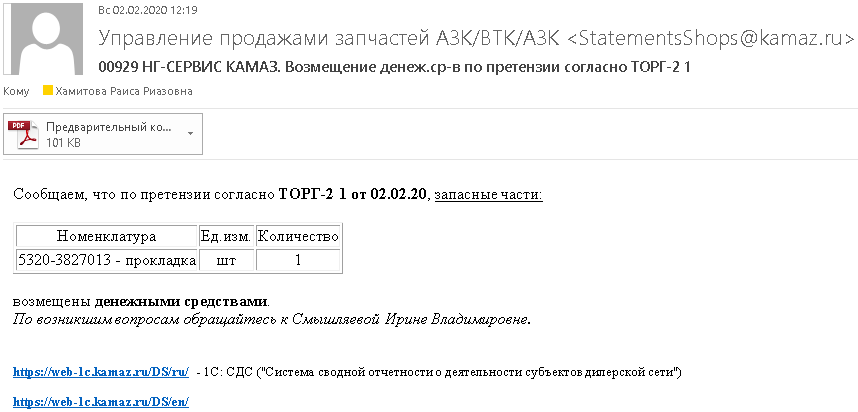 Вс 02.02.2020 12:19
Управление продажами запчастей АЗК/ВТК/АЗК <StatementsShops@kamaz.ru>
00929 НГ-СЕРВИС КАМАЗ. Возмещение денеж.ср-в по претензии согласно ТОРГ-2 1
Кому Хамитова Раиса Риазовна
PDF
Предварительный ко...
101 KB
Сообщаем, что по претензии согласно ТОРГ-2 1 от 02.02.20, запасные части:
Номенклатура Ед.изм. Количество
5320-3827013 - прокладка шт 1
возмещены денежными средствами.
По возникшим вопросам обращайтесь к Смышляевой Ирине Владимировне.
https://web-1c.kamaz.ru/DS/ru/ - 1С: СДС ("Система сводной отчетности о деятельности субъектов дилерской сети")
https://web-1c.kamaz.ru/DS/en/